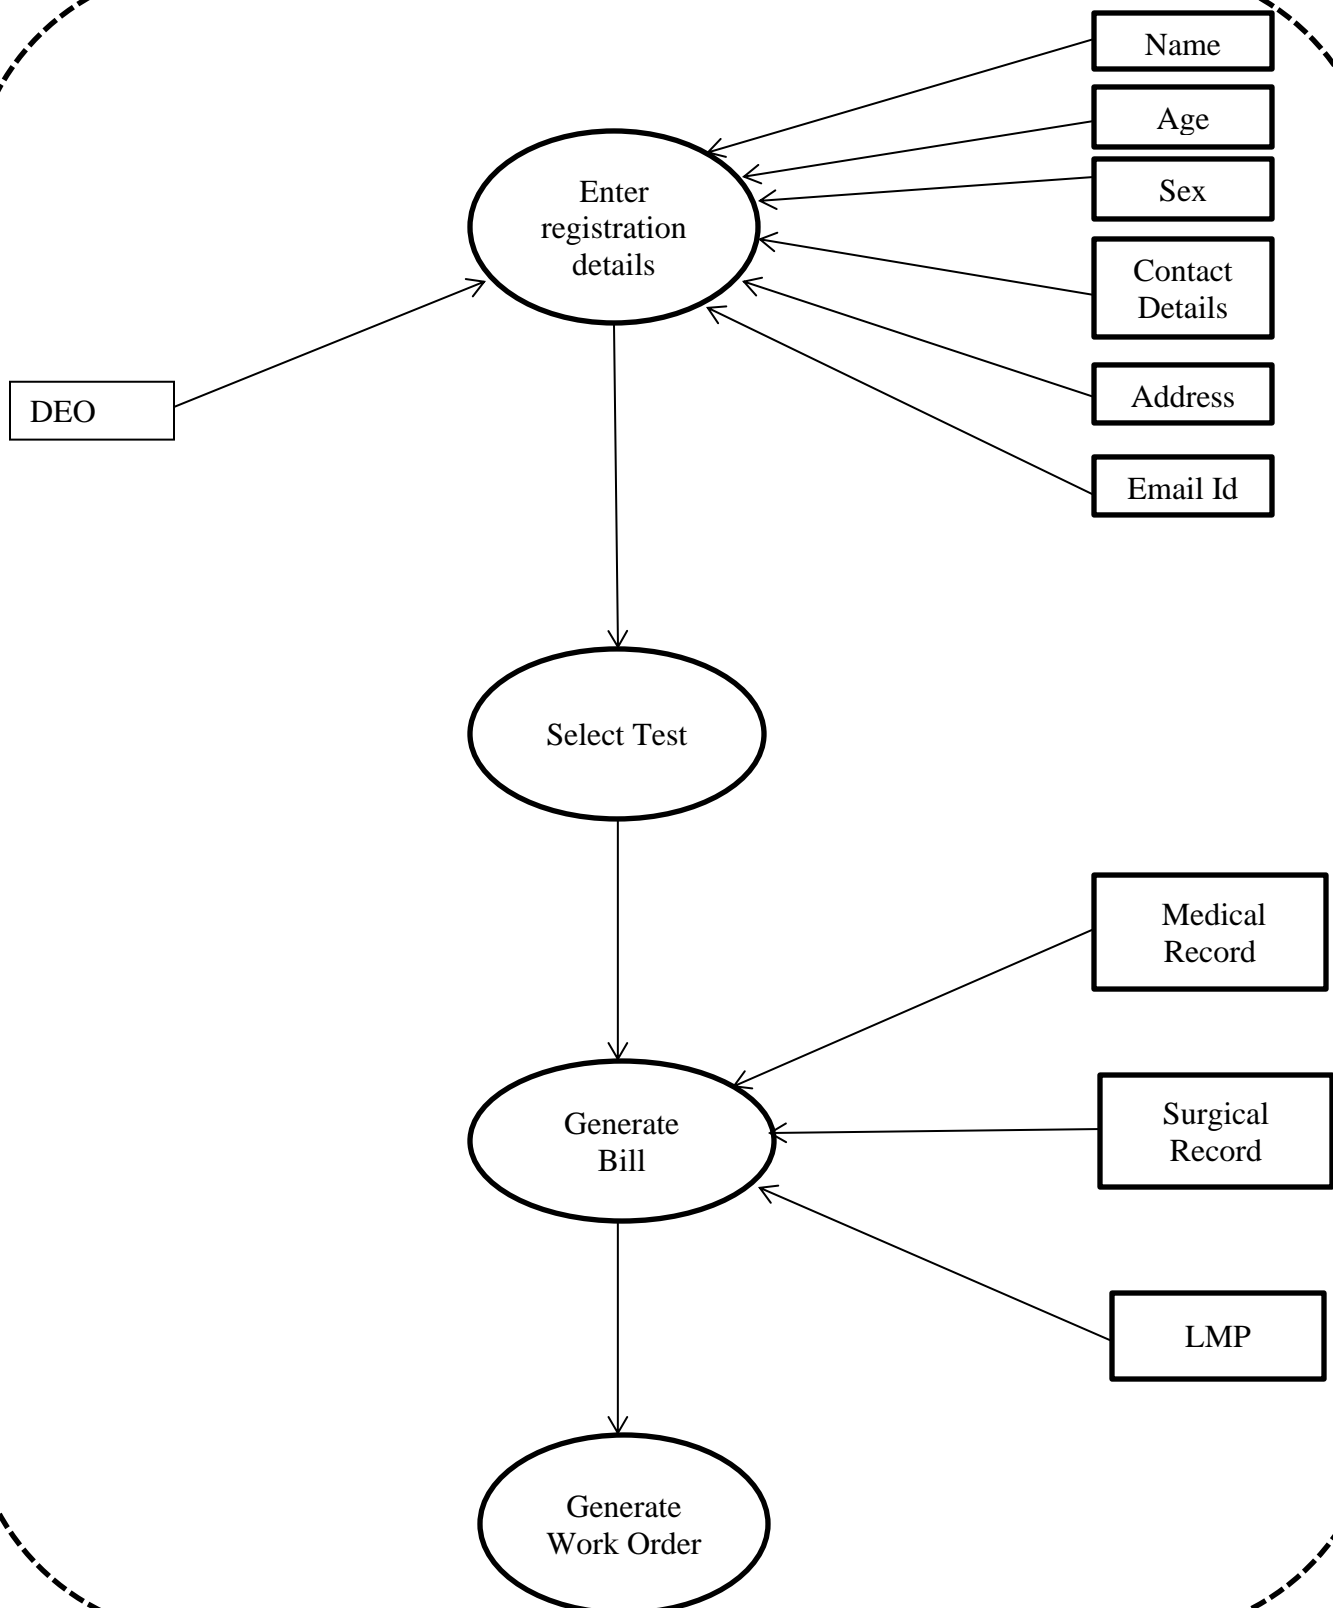 Name
Age
Enter
registration
details
Sex
Contact
Details
DEO
Address
Email Id
Select Test
Medical
Record
Generate
Bill
Surgical
Record
LMP
Generate
Work Order